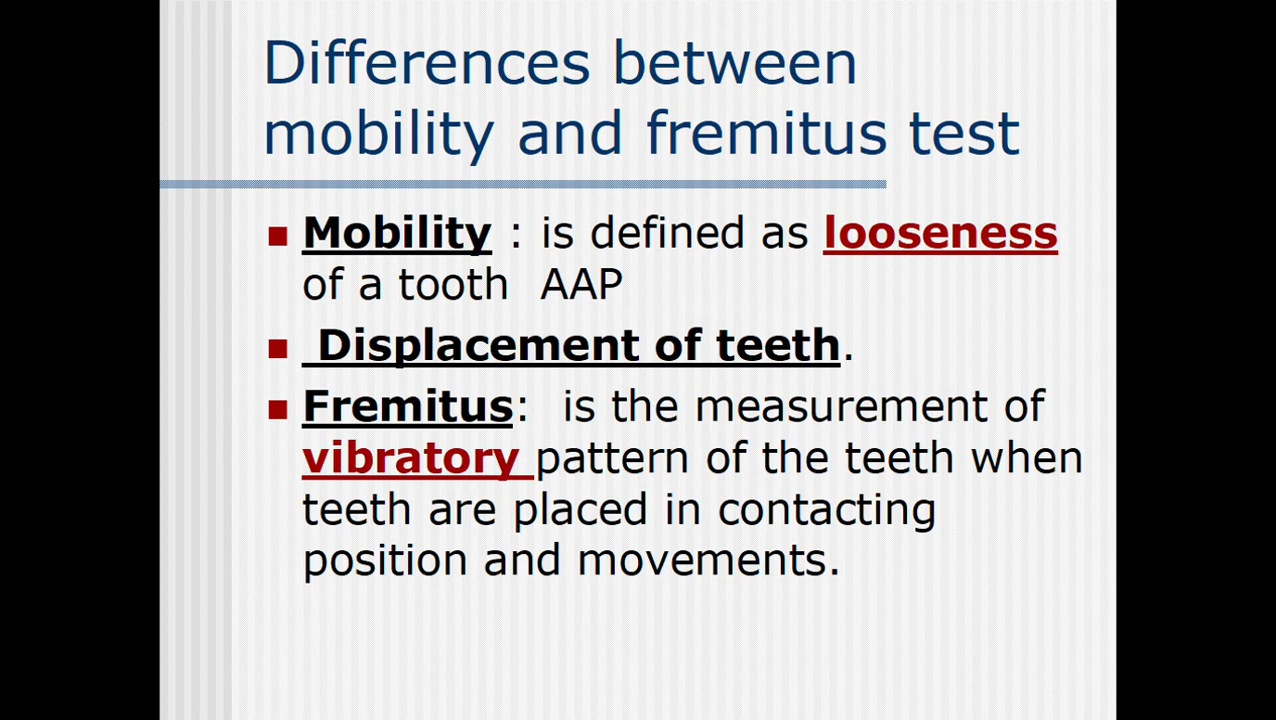 Differences between
mobility and fremitus test
Mobility : is defined as looseness
of a tooth AAP
Displacement of teeth.
Fremitus: is the measurement of
vibratory pattern of the teeth when
teeth are placed in contacting
position and movements.